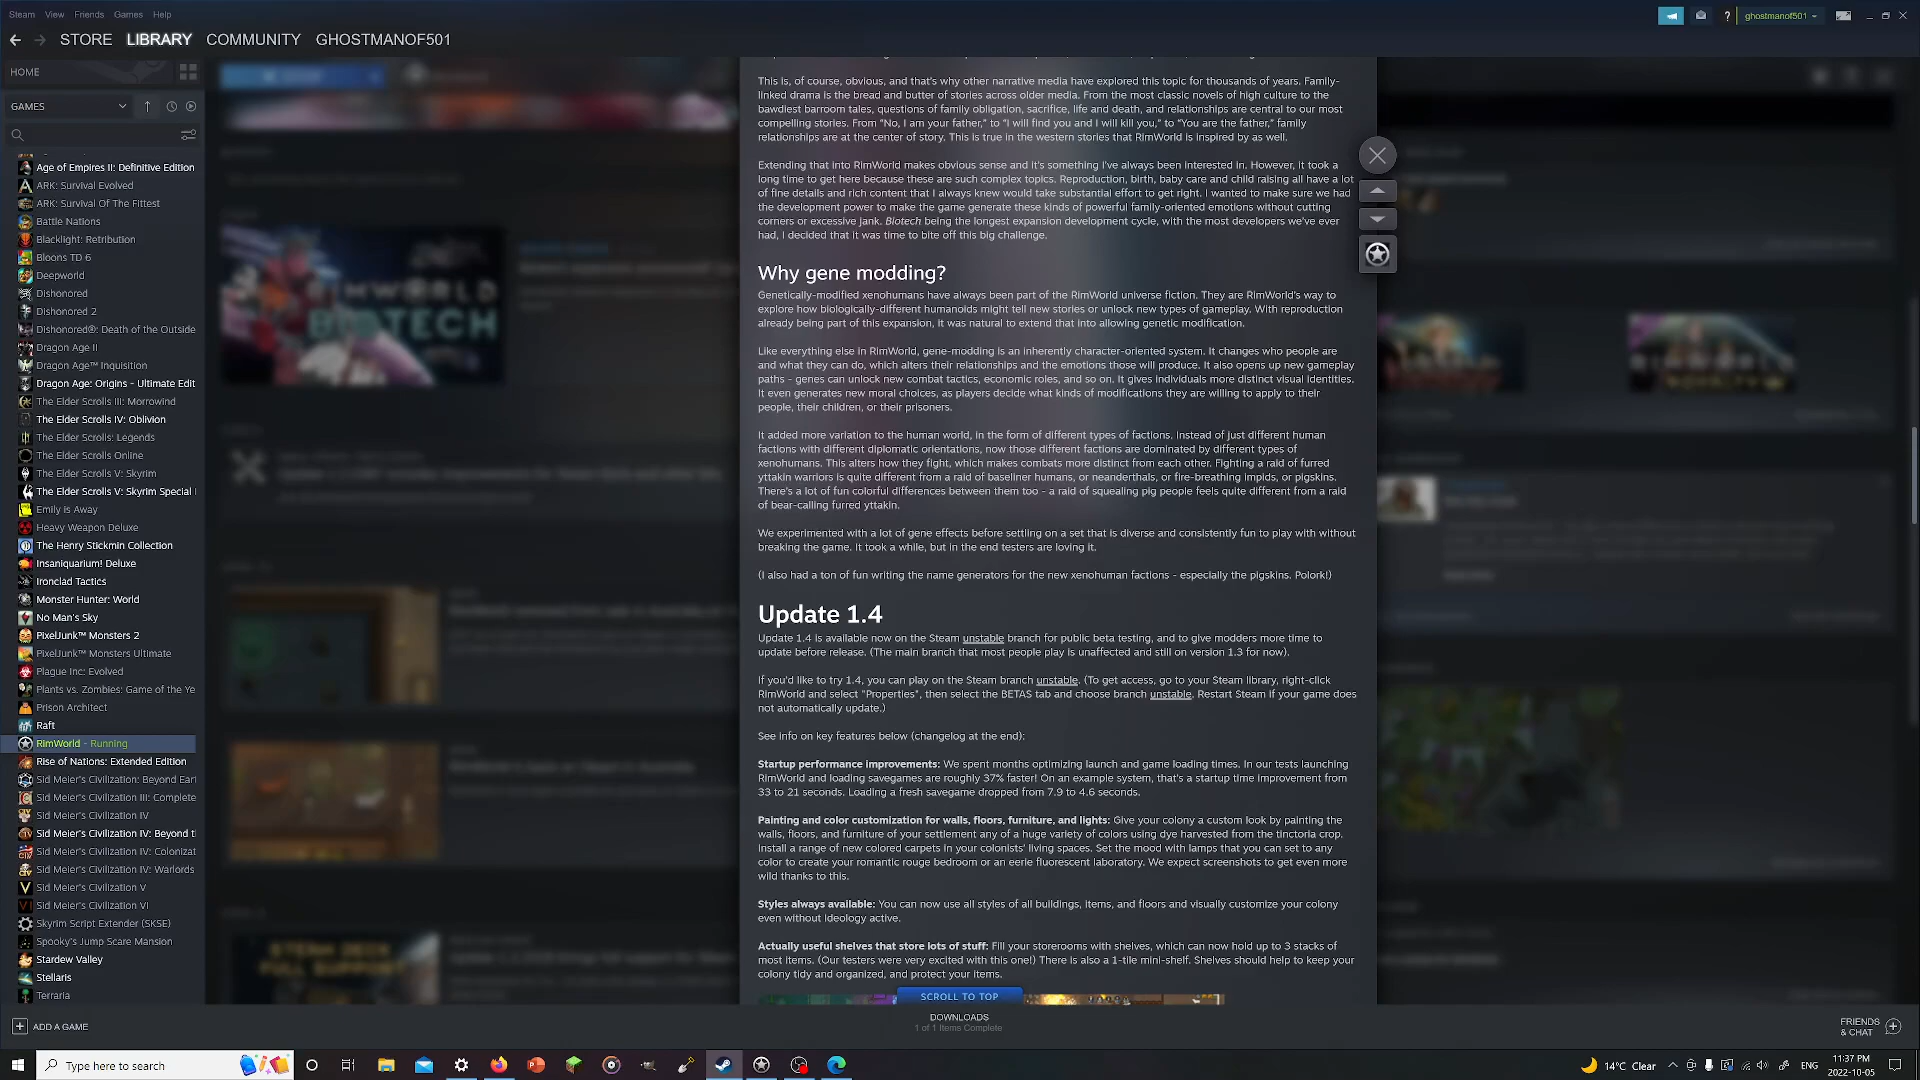 Steam View Friends Games Help
ghostmanof501
STORE LIBRARY COMMUNITY GHOSTMANOF501
HOME
GAMES
Age of Empires II: Definitive Edition
ARK: Survival Evolved
ARK: Survival Of The Fittest
Battle Nations
Blacklight: Retribution
Bloons TD 6
Deepworld
Dishonored
Dishonored 2
Dishonored®: Death of the Outside
Dragon Age II
Dragon Age™ Inquisition
Dragon Age: Origins - Ultimate Edit
The Elder Scrolls III: Morrowind
The Elder Scrolls IV: Oblivion
The Elder Scrolls: Legends
The Elder Scrolls Online
The Elder Scrolls V: Skyrim
The Elder Scrolls V: Skyrim Special
Emily is Away
Heavy Weapon Deluxe
The Henry Stickmin Collection
Insaniquarium! Deluxe
Ironclad Tactics
Monster Hunter: World
No Man's Sky
PixelJunk™ Monsters 2
PixelJunk™ Monsters Ultimate
Plague Inc: Evolved
Plants vs. Zombies: Game of the Ye
Prison Architect
Raft
RimWorld - Running
Rise of Nations: Extended Edition
Sid Meier's Civilization: Beyond Eart
Sid Meier's Civilization III: Complete
Sid Meier's Civilization IV
Sid Meier's Civilization IV: Beyond t
Sid Meier's Civilization IV: Colonizat
Sid Meier's Civilization IV: Warlords
Sid Meier's Civilization V
Sid Meier's Civilization VI
Skyrim Script Extender (SKSE)
Spooky's Jump Scare Mansion
Stardew Valley
Stellaris
Terraria
ADD A GAME
RIMWORLD
BIOTECH
This is, of course, obvious, and that's why other narrative media have explored this topic for thousands of years. Family-
linked drama is the bread and butter of stories across older media. From the most classic novels of high culture to the
bawdiest barroom tales, questions of family obligation, sacrifice, life and death, and relationships are central to our most
compelling stories. From "No, I am your father," to "I will find you and I will kill you," to "You are the father," family
relationships are at the center of story. This is true in the western stories that RimWorld is inspired by as well.
Extending that into RimWorld makes obvious sense and it's something I've always been interested in. However, it took a
long time to get here because these are such complex topics. Reproduction, birth, baby care and child raising all have a lot
of fine details and rich content that I always knew would take substantial effort to get right. I wanted to make sure we had
the development power to make the game generate these kinds of powerful family-oriented emotions without cutting
corners or excessive jank. Biotech being the longest expansion development cycle, with the most developers we've ever
had, I decided that it was time to bite off this big challenge.
Why gene modding?
Genetically-modified xenohumans have always been part of the RimWorld universe fiction. They are RimWorld's way to
explore how biologically-different humanoids might tell new stories or unlock new types of gameplay. With reproduction
already being part of this expansion, it was natural to extend that into allowing genetic modification.
Like everything else in RimWorld, gene-modding is an inherently character-oriented system. It changes who people are
and what they can do, which alters their relationships and the emotions those will produce. It also opens up new gameplay
paths - genes can unlock new combat tactics, economic roles, and so on. It gives individuals more distinct visual identities.
It even generates new moral choices, as players decide what kinds of modifications they are willing to apply to their
people, their children, or their prisoners.
It added more variation to the human world, in the form of different types of factions. Instead of just different human
factions with different diplomatic orientations, now those different factions are dominated by different types of
xenohumans. This alters how they fight, which makes combats more distinct from each other. Fighting a raid of furred
yttakin warriors is quite different from a raid of baseliner humans, or neanderthals, or fire-breathing impids, or pigskins.
There's a lot of fun colorful differences between them too - a raid of squealing pig people feels quite different from a raid
of bear-calling furred yttakin.
We experimented with a lot of gene effects before settling on a set that is diverse and consistently fun to play with without
breaking the game. It took a while, but in the end testers are loving it.
(I also had a ton of fun writing the name generators for the new xenohuman factions - especially the pigskins. Polork!)
Update 1.4
Update 1.4 is available now on the Steam unstable branch for public beta testing, and to give modders more time to
update before release. (The main branch that most people play is unaffected and still on version 1.3 for now).
If you'd like to try 1.4, you can play on the Steam branch unstable. (To get access, go to your Steam library, right-click
RimWorld and select "Properties", then select the BETAS tab and choose branch unstable. Restart Steam if your game does
not automatically update.)
See info on key features below (changelog at the end):
Startup performance improvements: We spent months optimizing launch and game loading times. In our tests launching
RimWorld and loading savegames are roughly 37% faster! On an example system, that's a startup time improvement from
33 to 21 seconds. Loading a fresh savegame dropped from 7.9 to 4.6 seconds.
Painting and color customization for walls, floors, furniture, and lights: Give your colony a custom look by painting the
walls, floors, and furniture of your settlement any of a huge variety of colors using dye harvested from the tinctoria crop.
Install a range of new colored carpets in your colonists' living spaces. Set the mood with lamps that you can set to any
color to create your romantic rouge bedroom or an eerie fluorescent laboratory. We expect screenshots to get even more
wild thanks to this.
Styles always available: You can now use all styles of all buildings, items, and floors and visually customize your colony
even without Ideology active.
Actually useful shelves that store lots of stuff: Fill your storerooms with shelves, which can now hold up to 3 stacks of
most items. (Our testers were very excited with this one!) There is also a 1-tile mini-shelf. Shelves should help to keep your
colony tidy and organized, and protect your items.
SCROLL TO TOP
DOWNLOADS
1 of 1 Items Complete
FRIENDS
& CHAT
Type here to search
14°C Clear
ENG
11:37 PM
2022-10-05